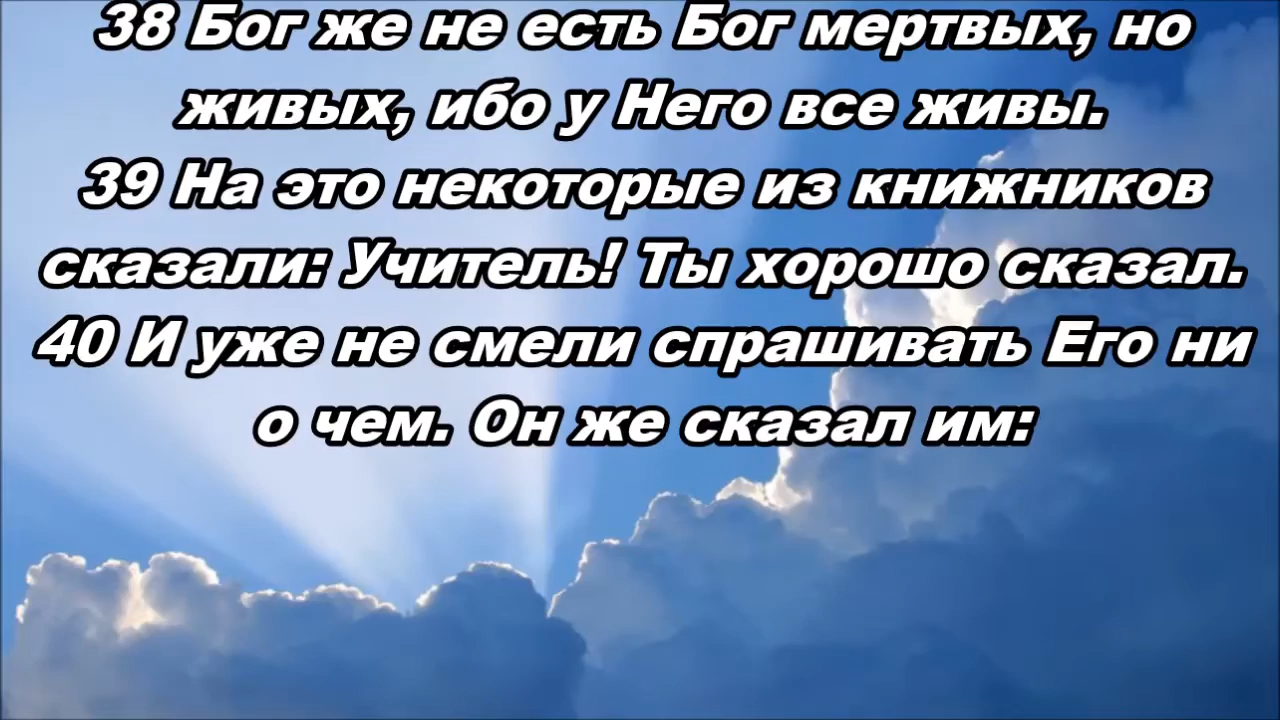 38 Бог же не есть Бог мертвых, но
живых, ибо у Него все живы.
39 На это некоторые из книжников
сказали: Учитель! Ты хорошо сказал.
40 И уже не смели спрашивать Его ни
о чем. Он же сказал им: